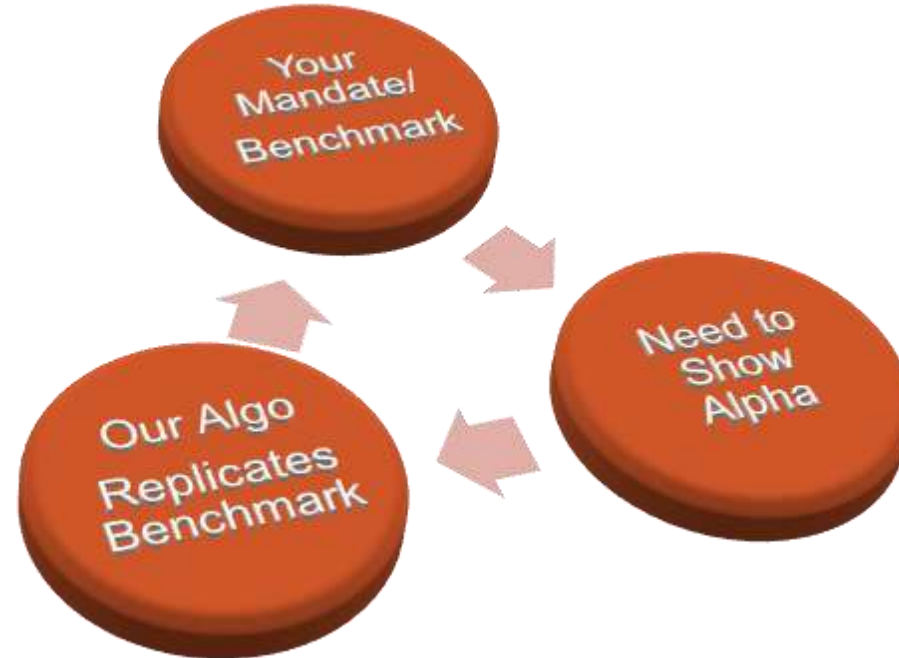 Your
Mandate/
Benchmark
Need to
Show
Alpha
Our Algo
Replicates
Benchmark